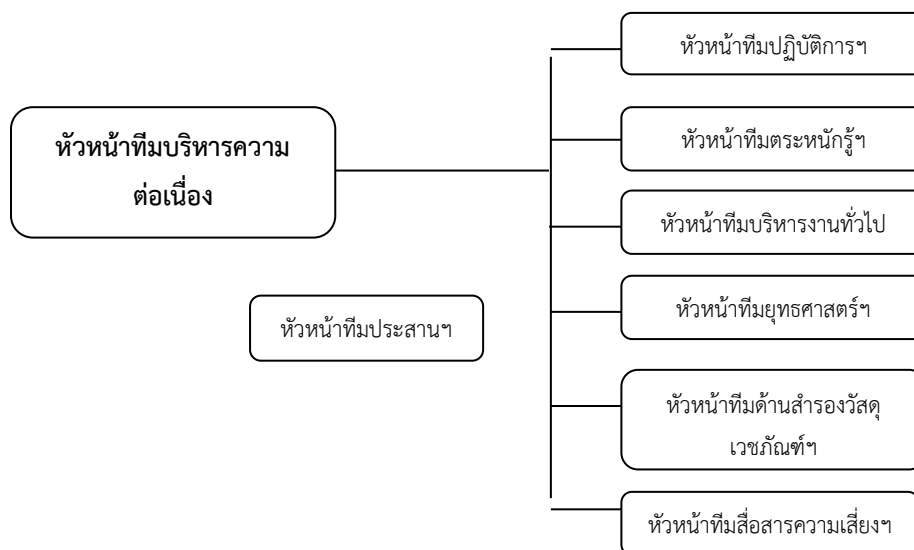 หัวหน้าทีมปฏิบัติการฯ
หัวหน้าทีมบริหารความ
ต่อเนื่อง
หัวหน้าทีมตระหนักรู้ฯ
หัวหน้าทีมบริหารงานทั่วไป
หัวหน้าทีมยุทธศาสตร์ฯ
หัวหน้าทีมประสานฯ
หัวหน้าทีมด้านสำรองวัสดุ
เวชภัณฑ์ฯ
หัวหน้าทีมสื่อสารความเสี่ยงฯ